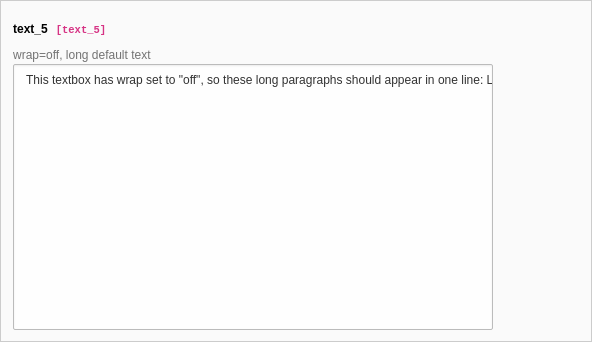 text_5 [text_5]
wrap=off, long default text
This textbox has wrap set to "off", so these long paragraphs should appear in one line: L